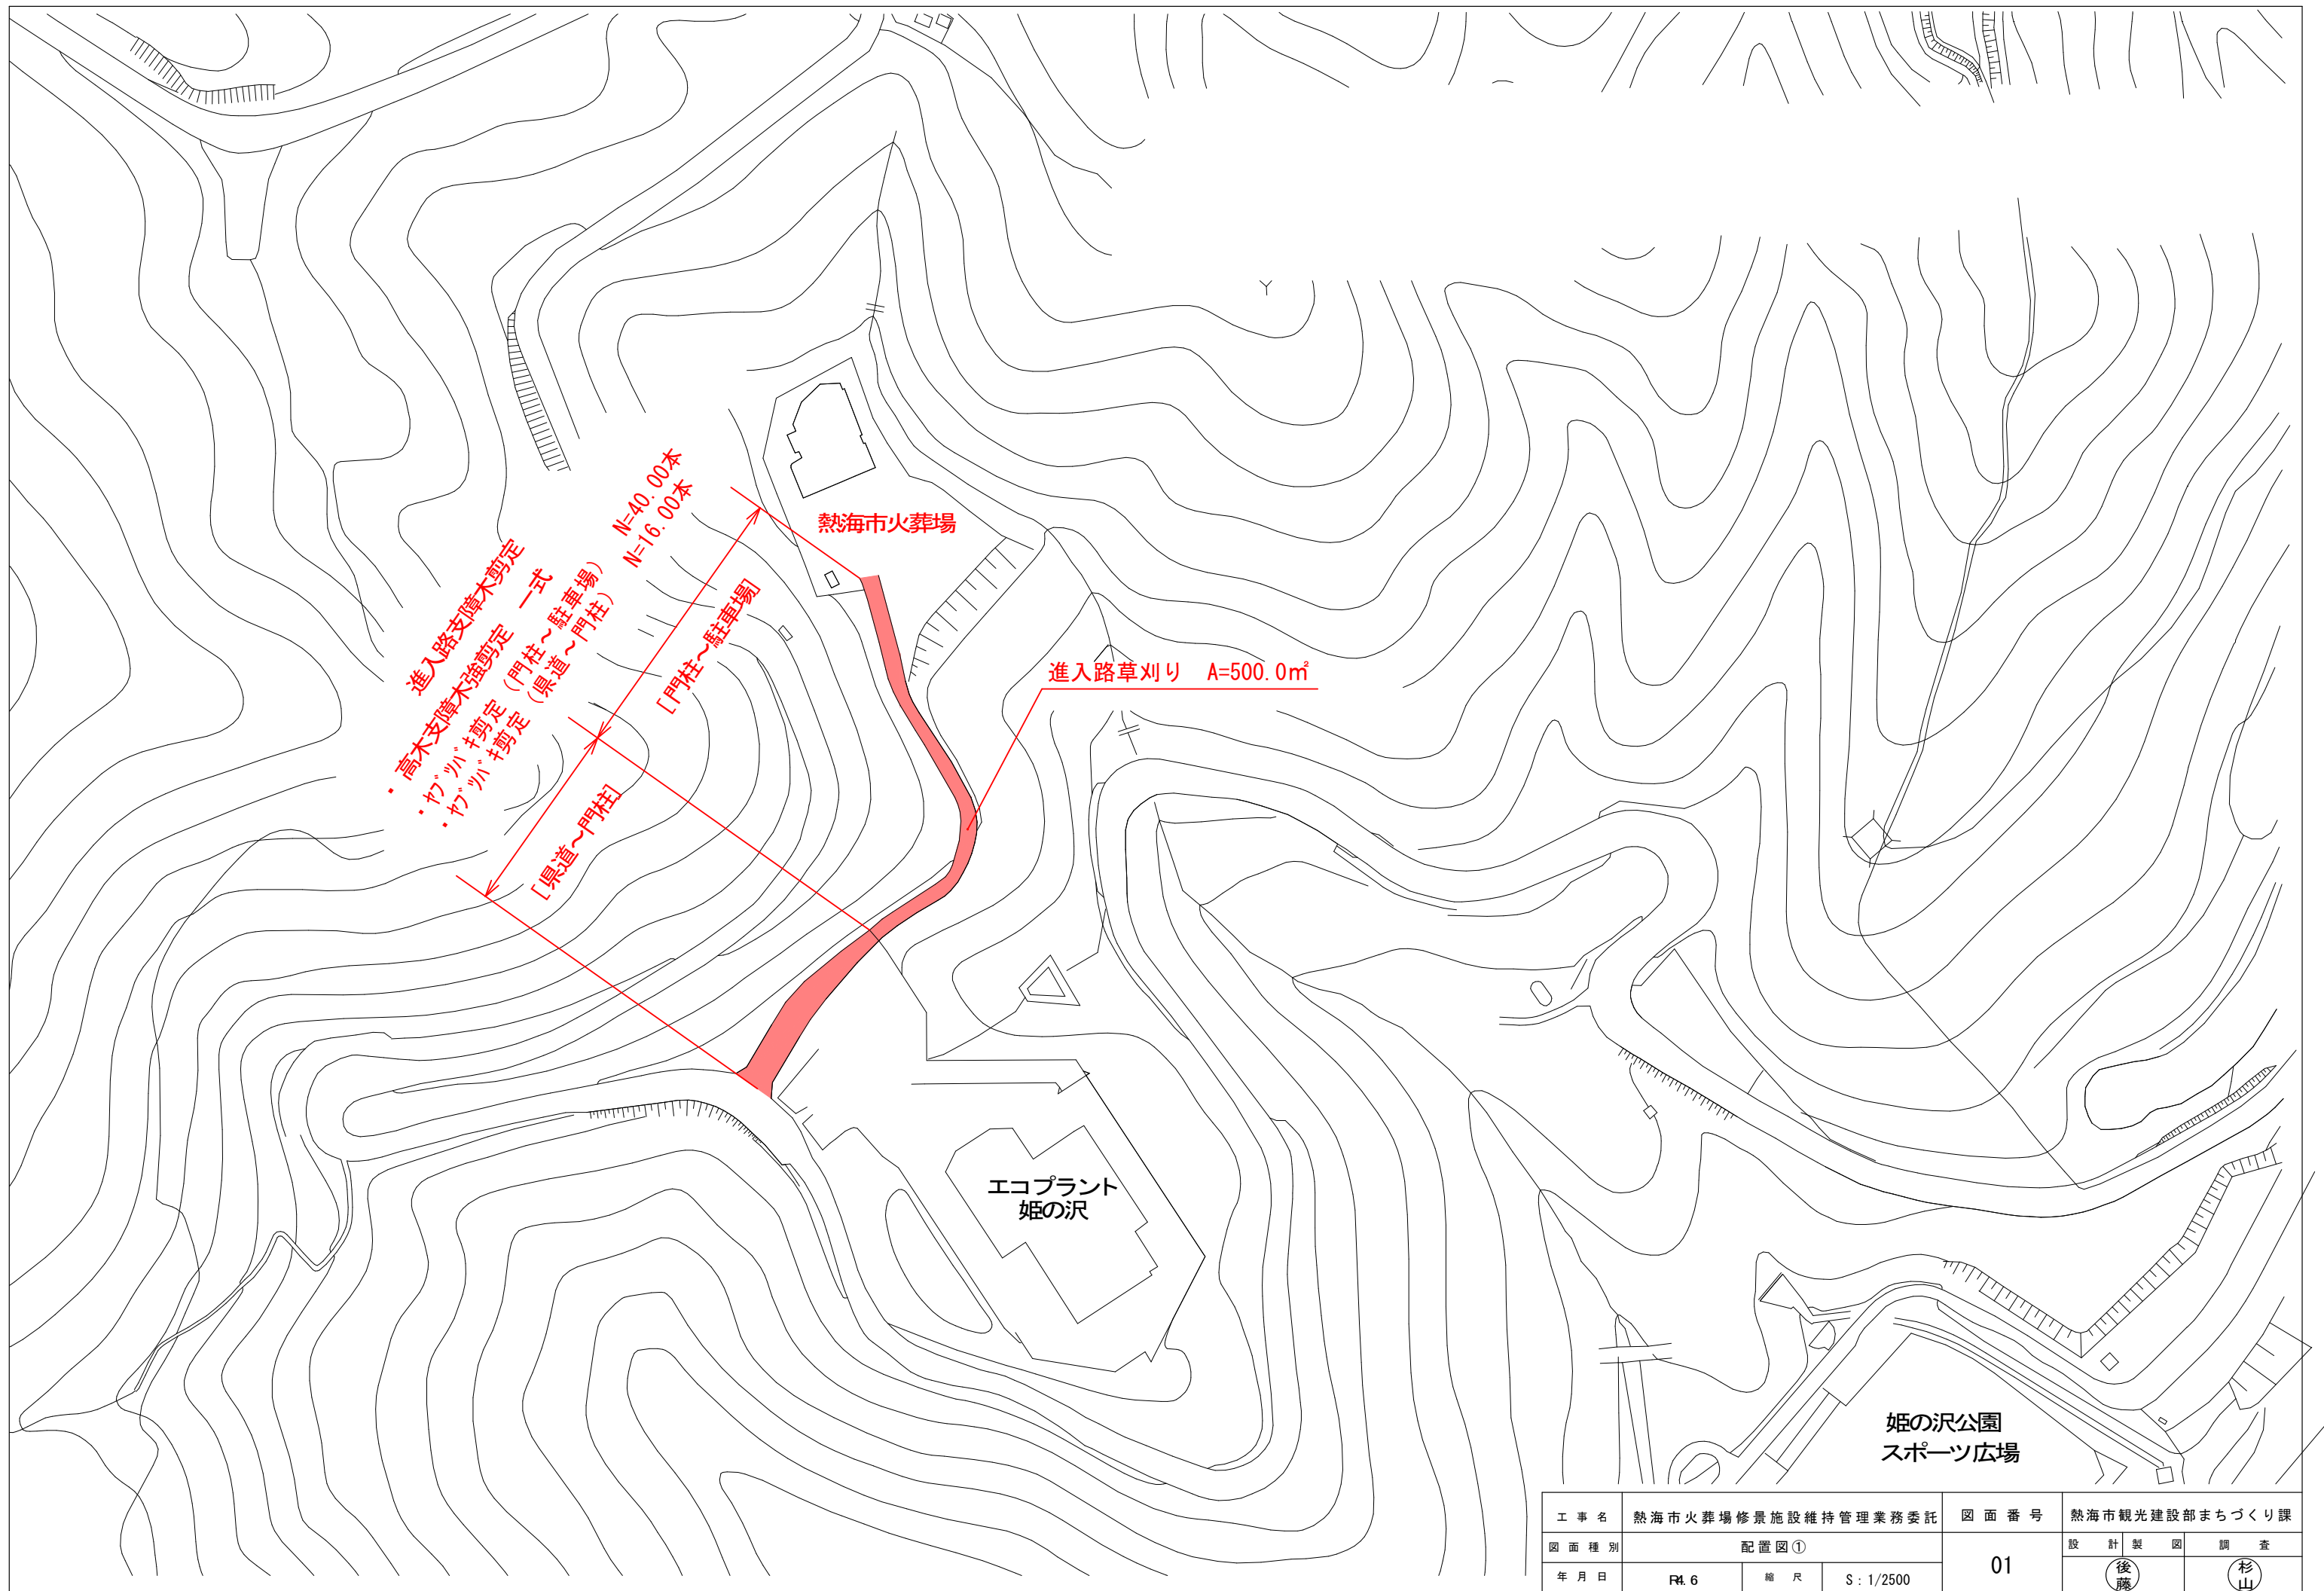 進入路支障木剪定
・高木支障木強剪定　一式
・ﾔﾌﾞﾂﾊﾞｷ剪定（門柱～駐車場）　N=40.00本
・ﾔﾌﾞﾂﾊﾞｷ剪定（県道～門柱）　N=16.00本
熱海市火葬場
［門柱～駐車場］
［県道～門柱］
進入路草刈り　A=500.0㎡
エコプラント
姫の沢
姫の沢公園
スポーツ広場
工事名　熱海市火葬場修景施設維持管理業務委託　図面番号　熱海市観光建設部まちづくり課
図面種別　配置図①　01　設計　製図　調査
年月日　R4.6　縮尺　S：1/2500　後藤　杉山